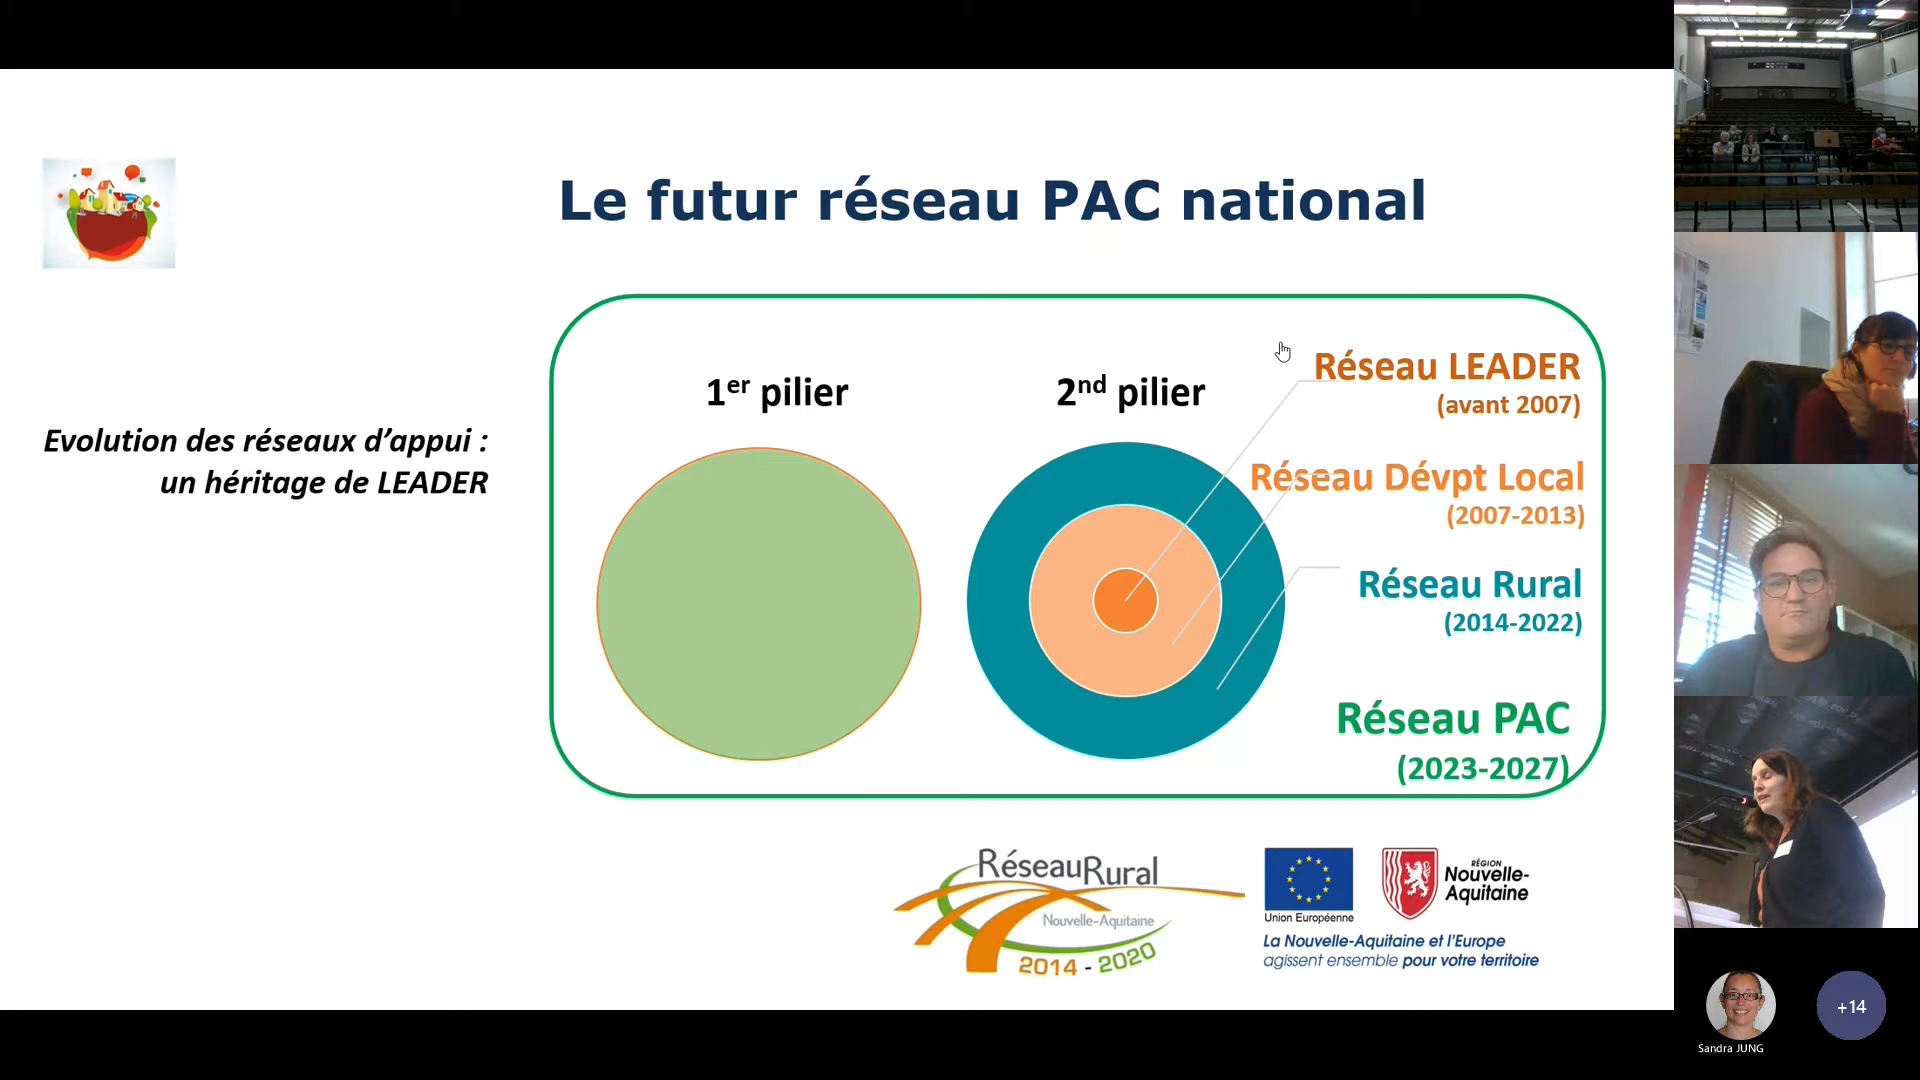 Le futur réseau PAC national
Evolution des réseaux d’appui :
un héritage de LEADER
1er pilier
2nd pilier
Réseau LEADER
(avant 2007)
Réseau Dévpt Local
(2007-2013)
Réseau Rural
(2014-2022)
Réseau PAC
(2023-2027)
RéseauRural
Nouvelle-Aquitaine
2014 - 2020
Union Européenne
RÉGION
Nouvelle-
Aquitaine
La Nouvelle-Aquitaine et l'Europe
agissent ensemble pour votre territoire
Sandra JUNG
+14